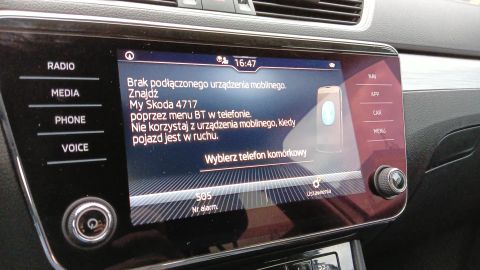 16:47
RADIO
MEDIA
PHONE
VOICE
Brak podłączonego urządzenia mobilnego.
Znajdź
My Skoda 4717
poprzez menu BT w telefonie.
Nie korzystaj z urządzenia mobilnego, kiedy
pojazd jest w ruchu.
Wybierz telefon komórkowy
SOS
Nr alarm.
Ustawienia
NAV
APP
CAR
MENU